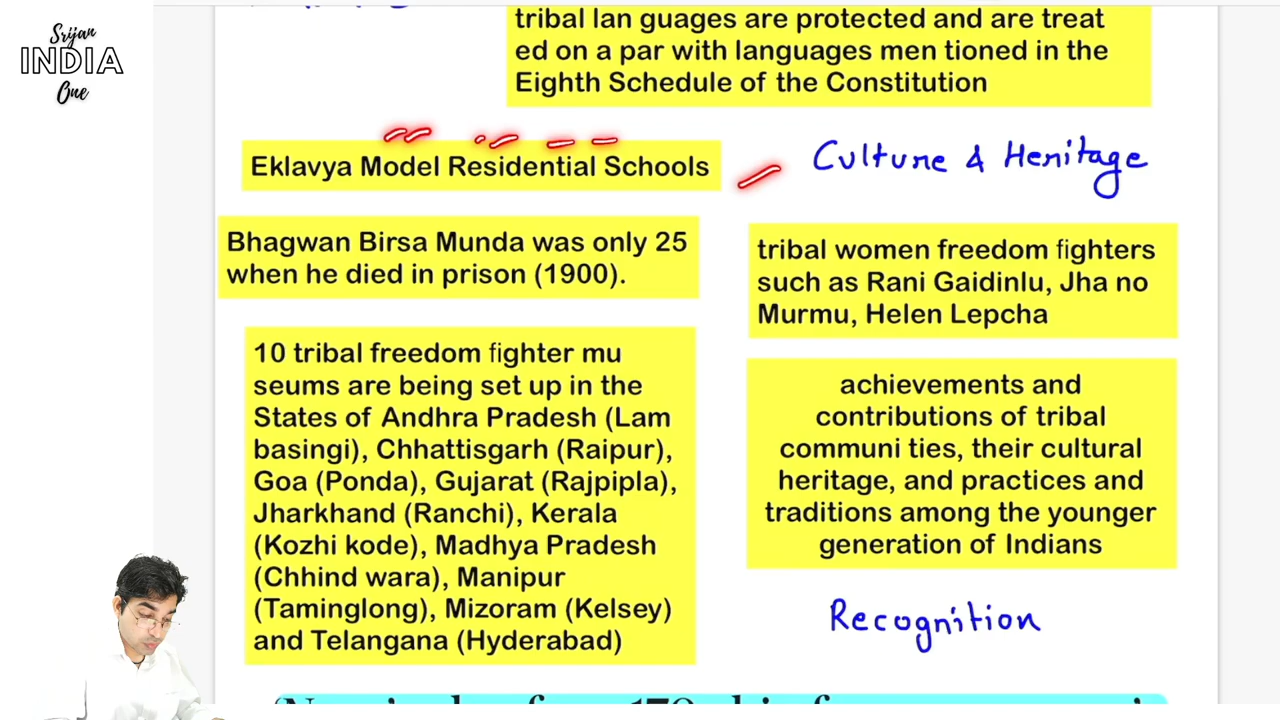 Srijan
INDIA
One
tribal lan guages are protected and are treat
ed on a par with languages men tioned in the
Eighth Schedule of the Constitution
Eklavya Model Residential Schools
Culture & Heritage
Bhagwan Birsa Munda was only 25
when he died in prison (1900).
tribal women freedom fighters
such as Rani Gaidinlu, Jha no
Murmu, Helen Lepcha
10 tribal freedom fighter mu
seums are being set up in the
States of Andhra Pradesh (Lam
basingi), Chhattisgarh (Raipur),
Goa (Ponda), Gujarat (Rajpipla),
Jharkhand (Ranchi), Kerala
(Kozhi kode), Madhya Pradesh
(Chhind wara), Manipur
(Taminglong), Mizoram (Kelsey)
and Telangana (Hyderabad)
achievements and
contributions of tribal
communi ties, their cultural
heritage, and practices and
traditions among the younger
generation of Indians
Recognition